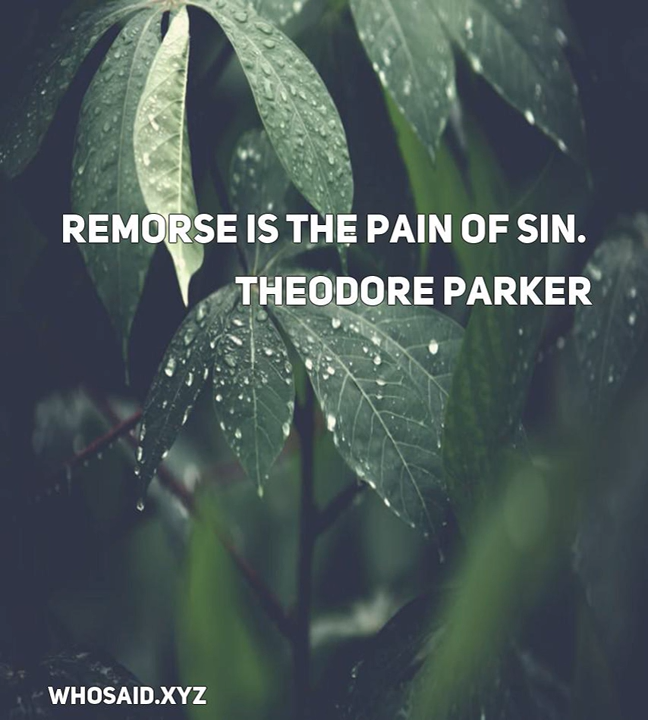 REMORSE IS THE PAIN OF SIN.
THEODORE PARKER
WHOSAID.XYZ